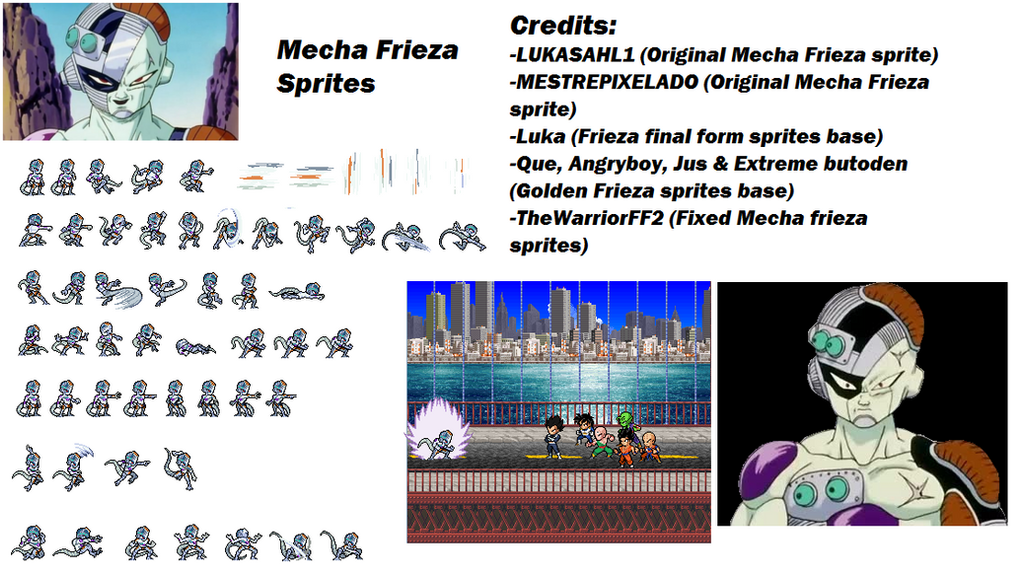 Mecha Frieza
Sprites
Credits:
-LUKASAHL1 (Original Mecha Frieza sprite)
-MESTREPIXELADO (Original Mecha Frieza
sprite)
-Luka (Frieza final form sprites base)
-Que, Angryboy, Jus & Extreme butoden
(Golden Frieza sprites base)
-TheWarriorFF2 (Fixed Mecha frieza
sprites)